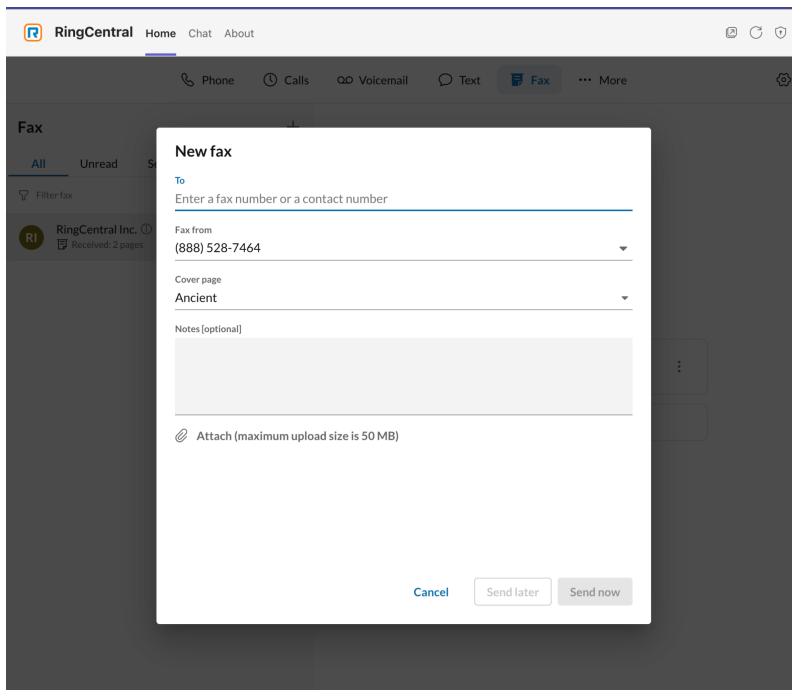 RingCentral Home Chat About
Phone Calls Voicemail Text Fax ... More
Fax
All Unread
Filter fax
RI RingCentral Inc.
Received: 2 pages
New fax
To
Enter a fax number or a contact number
Fax from
(888) 528-7464
Cover page
Ancient
Notes [optional]
Attach (maximum upload size is 50 MB)
Cancel Send later Send now